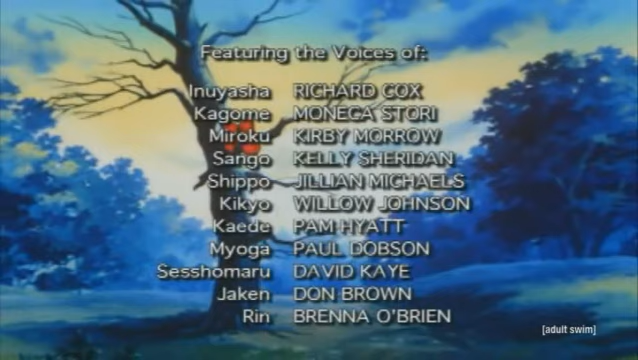 Featuring the Voices of:
Inuyasha RICHARD COX
Kagome MONECA STORI
Miroku KIRBY MORROW
Sango KELLY SHERIDAN
Shippo JILLIAN MICHAELS
Kikyo WILLOW JOHNSON
Kaede PAM HYATT
Myoga PAUL DOBSON
Sesshomaru DAVID KAYE
Jaken DON BROWN
Rin BRENNA O'BRIEN
[adult swim]